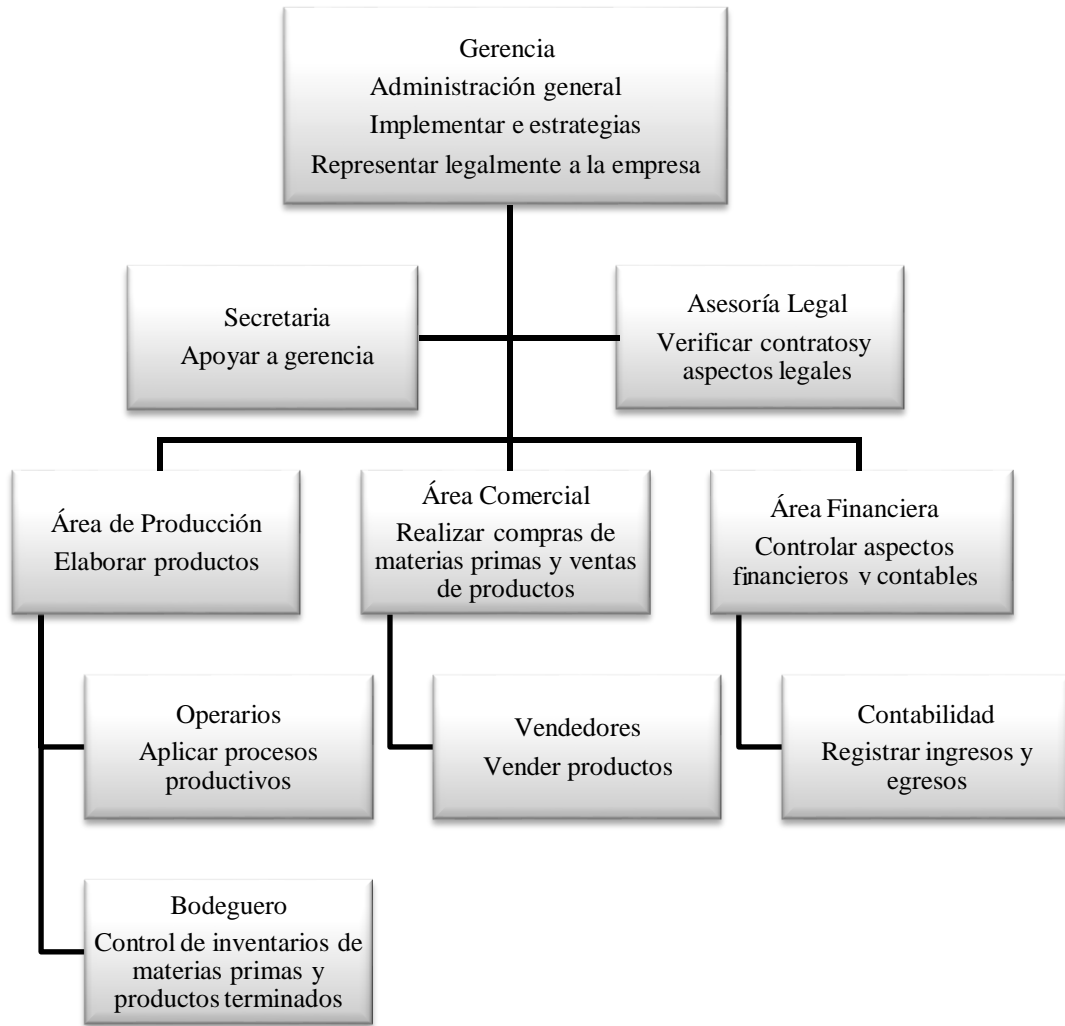 Gerencia
Administración general
Implementar e estrategias
Representar legalmente a la empresa
Secretaria
Apoyar a gerencia
Asesoría Legal
Verificar contratosy
aspectos legales
Área de Producción
Elaborar productos
Área Comercial
Realizar compras de
materias primas y ventas
de productos
Área Financiera
Controlar aspectos
financieros y contables
Operarios
Aplicar procesos
productivos
Vendedores
Vender productos
Contabilidad
Registrar ingresos y
egresos
Bodeguero
Control de inventarios de
materias primas y
productos terminados